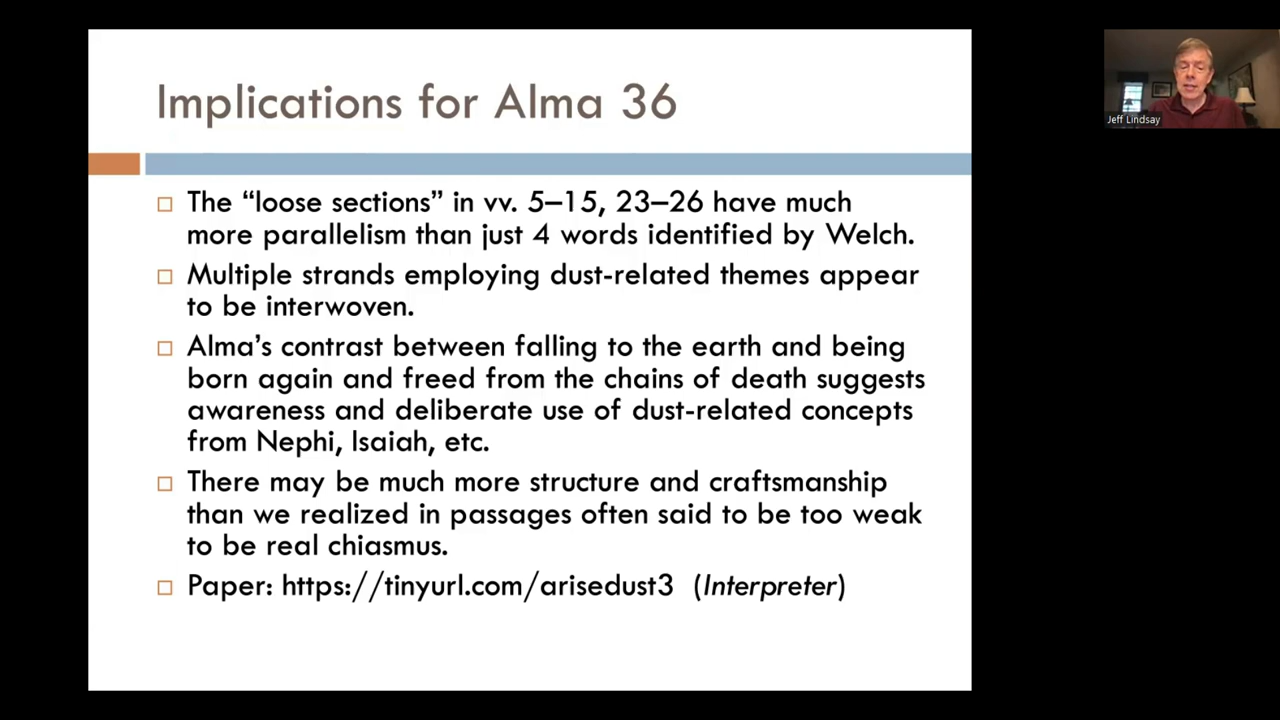 Implications for Alma 36
The “loose sections” in vv. 5–15, 23–26 have much
more parallelism than just 4 words identified by Welch.
Multiple strands employing dust-related themes appear
to be interwoven.
Alma’s contrast between falling to the earth and being
born again and freed from the chains of death suggests
awareness and deliberate use of dust-related concepts
from Nephi, Isaiah, etc.
There may be much more structure and craftsmanship
than we realized in passages often said to be too weak
to be real chiasmus.
Paper: https://tinyurl.com/arisedust3 (Interpreter)
Jeff Lindsay